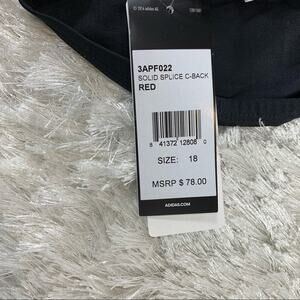 3APF022
SOLID SPLICE C-BACK
RED
8 41372 12808 0
SIZE: 18
MSRP $ 78.00
ADIDAS.COM